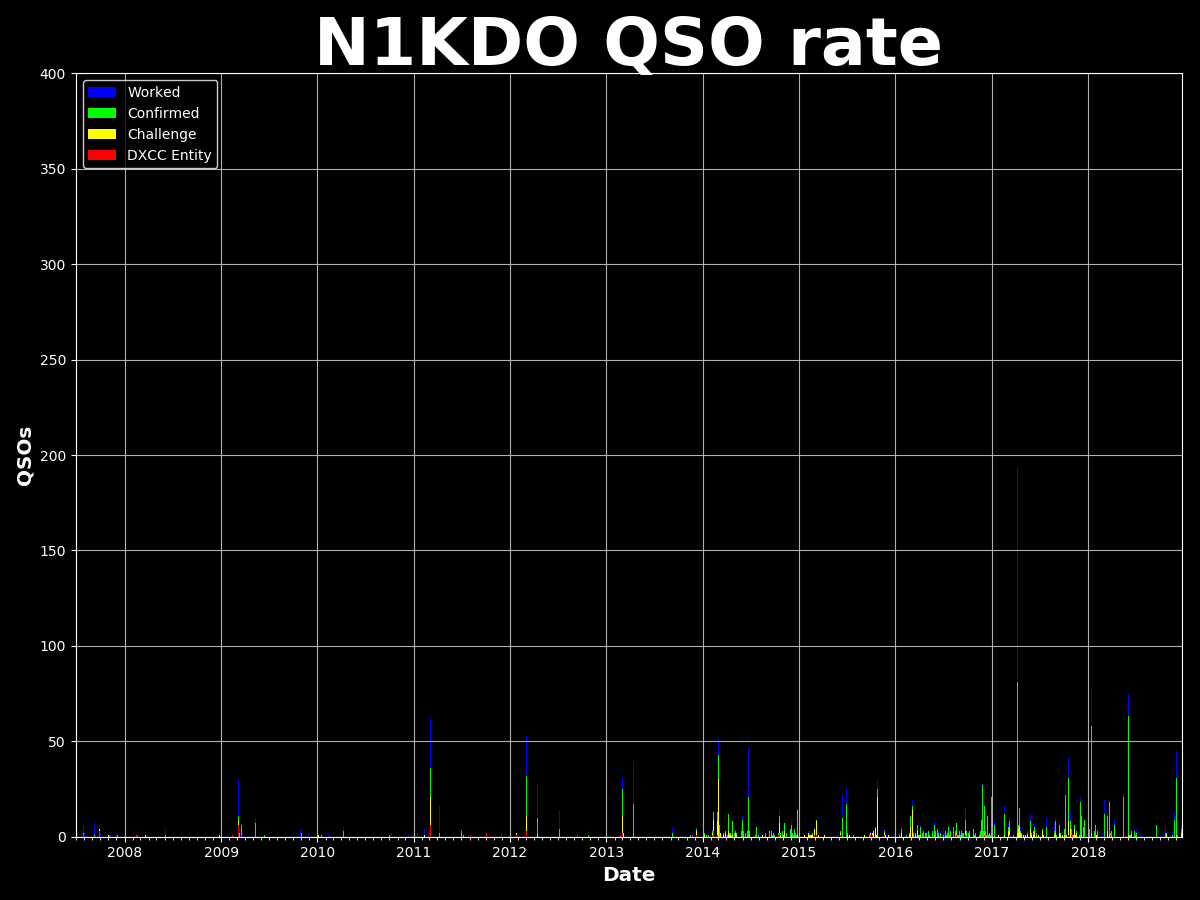 N1KDO QSO rate
400
350
300
250
200
150
100
50
0
QSOs
Worked
Confirmed
Challenge
DXCC Entity
2008 2009 2010 2011 2012 2013 2014 2015 2016 2017 2018
Date